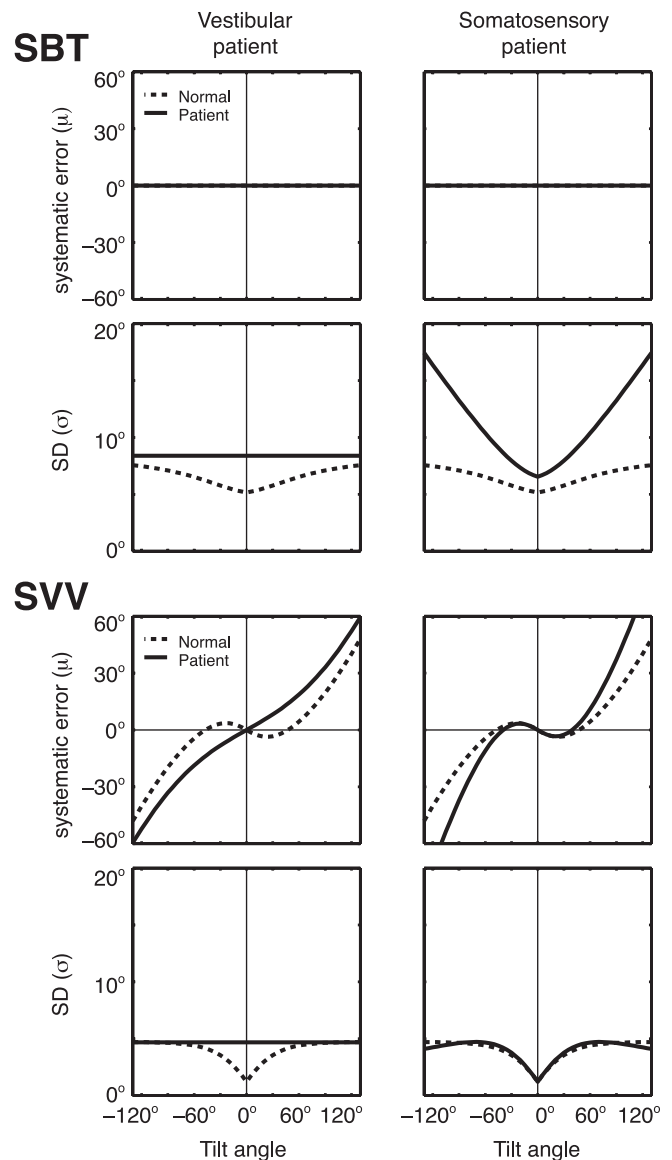 Vestibular patient
Somatosensory patient
SBT
systematic error (μ)
60°
30°
0°
−30°
−60°
Normal
Patient
SD (σ)
20°
10°
0°
SVV
systematic error (μ)
60°
30°
0°
−30°
−60°
Normal
Patient
SD (σ)
20°
10°
0°
−120° −60° 0° 60° 120°
−120° −60° 0° 60° 120°
Tilt angle
Tilt angle